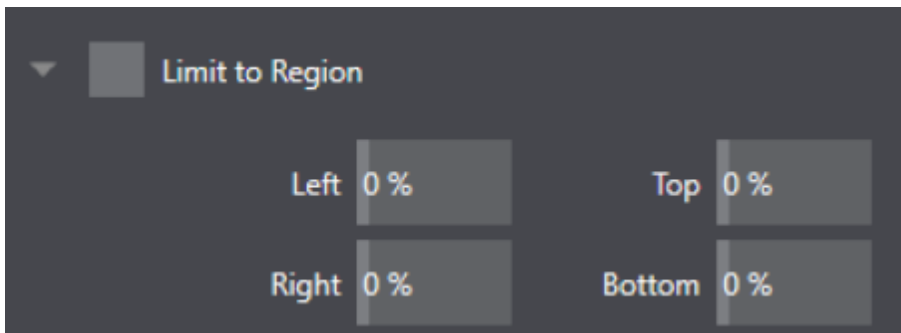 Limit to Region
Left 0 % Top 0 %
Right 0 % Bottom 0 %